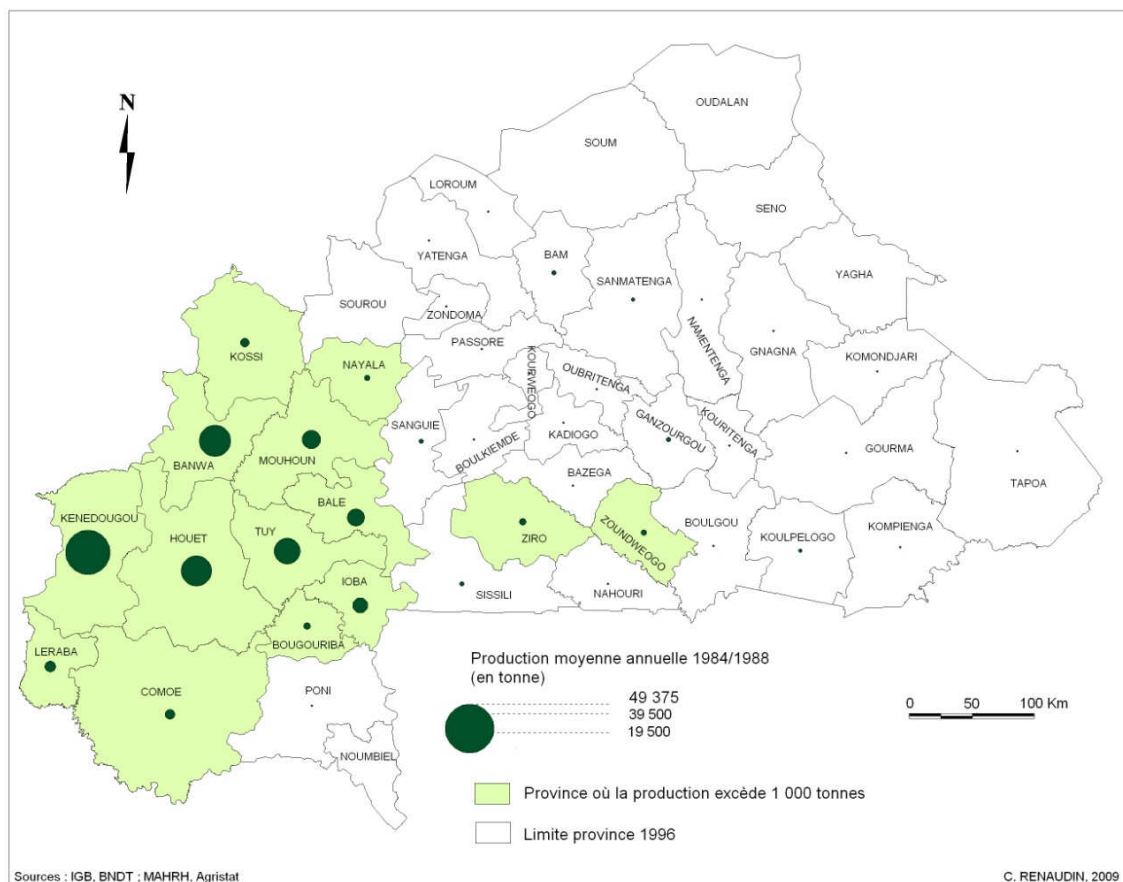 N
OUDALAN
SOUM
LOROUM
SENO
BAM
YATENGA
SANMATENGA
YAGHA
SOUROU
ZONDOMA
NAMENTENGA
PASSORE
GNAGNA
KOMONDJARI
KOSSI
NAYALA
KOURWEOGO
OUBRITENGA
SANGUIE
BOULKIEMDE
KADIOGO
GANZOURGOU
KOURITENGA
GOURMA
BANWA
MOUHOUN
BAZEGA
TAPOA
KENEDOUGOU
HOUET
TUY
BALE
ZIRO
ZOUNDWEOGO
BOULGOU
KOULPELOGO
KOMPIENGA
IOBA
SISSILI
NAHOURI
BOUGOURIBA
LERABA
COMOE
PONI
NOUMBIEL
Production moyenne annuelle 1984/1988
(en tonne)
49 375
39 500
19 500
0 50 100 Km
Province où la production excède 1 000 tonnes
Limite province 1996
Sources : IGB, BNDT ; MAHRH, Agristat
C. RENAUDIN, 2009